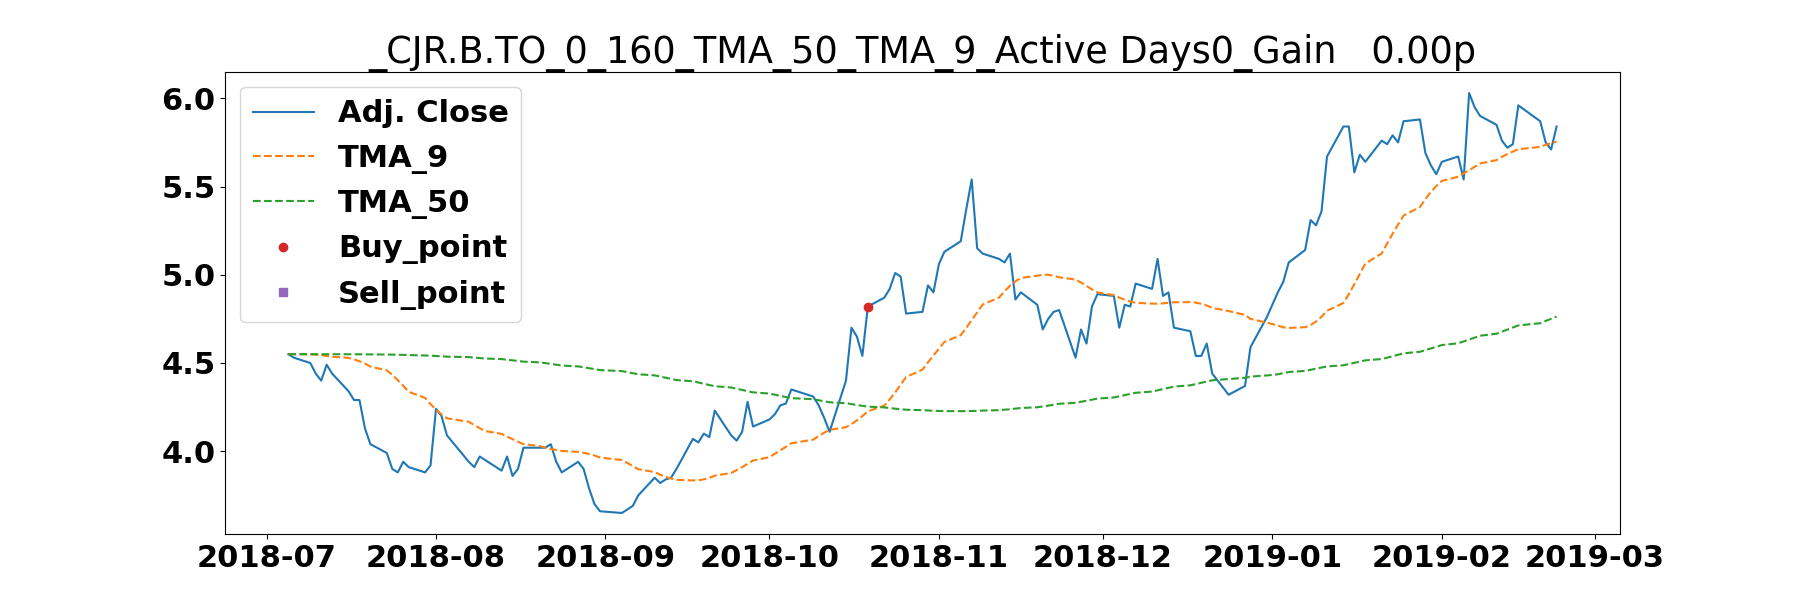 _CJR.B.TO_0_160_TMA_50_TMA_9_Active Days0_Gain   0.00p
6.0
5.5
5.0
4.5
4.0
Adj. Close
TMA_9
TMA_50
Buy_point
Sell_point
2018-07 2018-08 2018-09 2018-10 2018-11 2018-12 2019-01 2019-02 2019-03